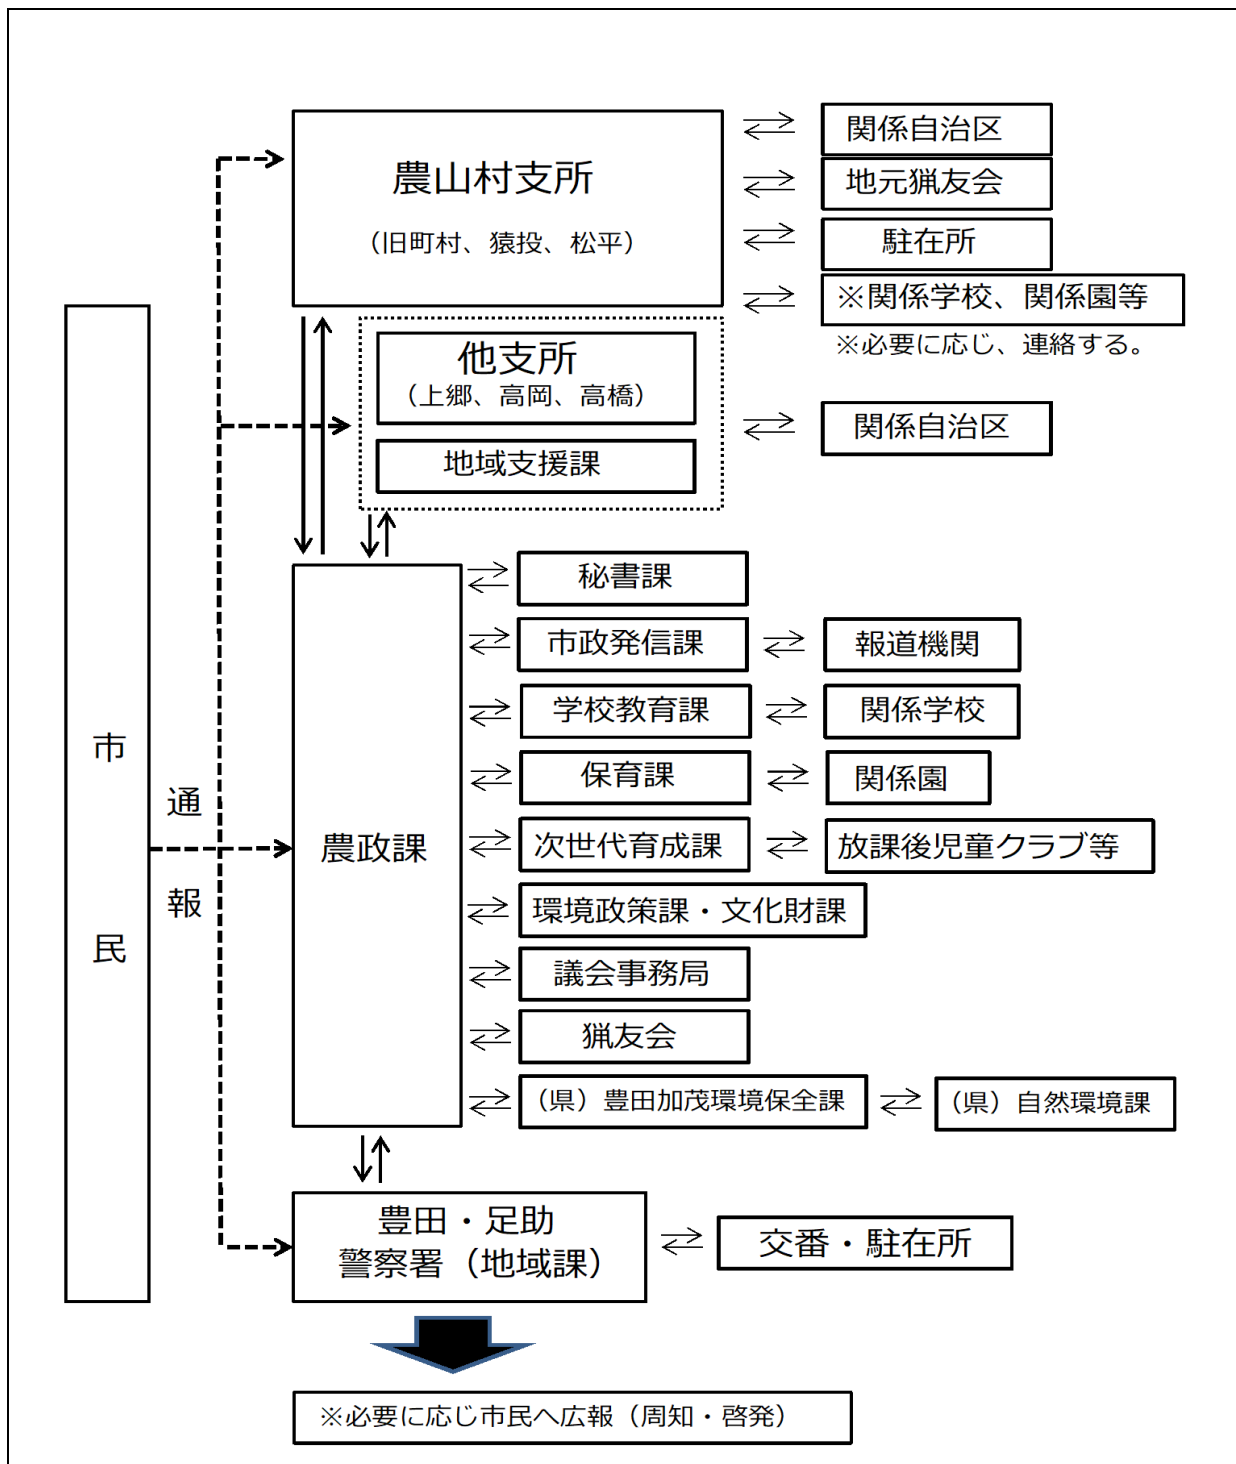 農山村支所
（旧町村、猿投、松平）
関係自治区
地元猟友会
駐在所
※関係学校、関係園等
※必要に応じ、連絡する。
他支所
（上郷、高岡、高橋）
地域支援課
関係自治区
市民
通報
農政課
秘書課
市政発信課
報道機関
学校教育課
関係学校
保育課
関係園
次世代育成課
放課後児童クラブ等
環境政策課・文化財課
議会事務局
猟友会
（県）豊田加茂環境保全課
（県）自然環境課
豊田・足助
警察署（地域課）
交番・駐在所
※必要に応じ市民へ広報（周知・啓発）